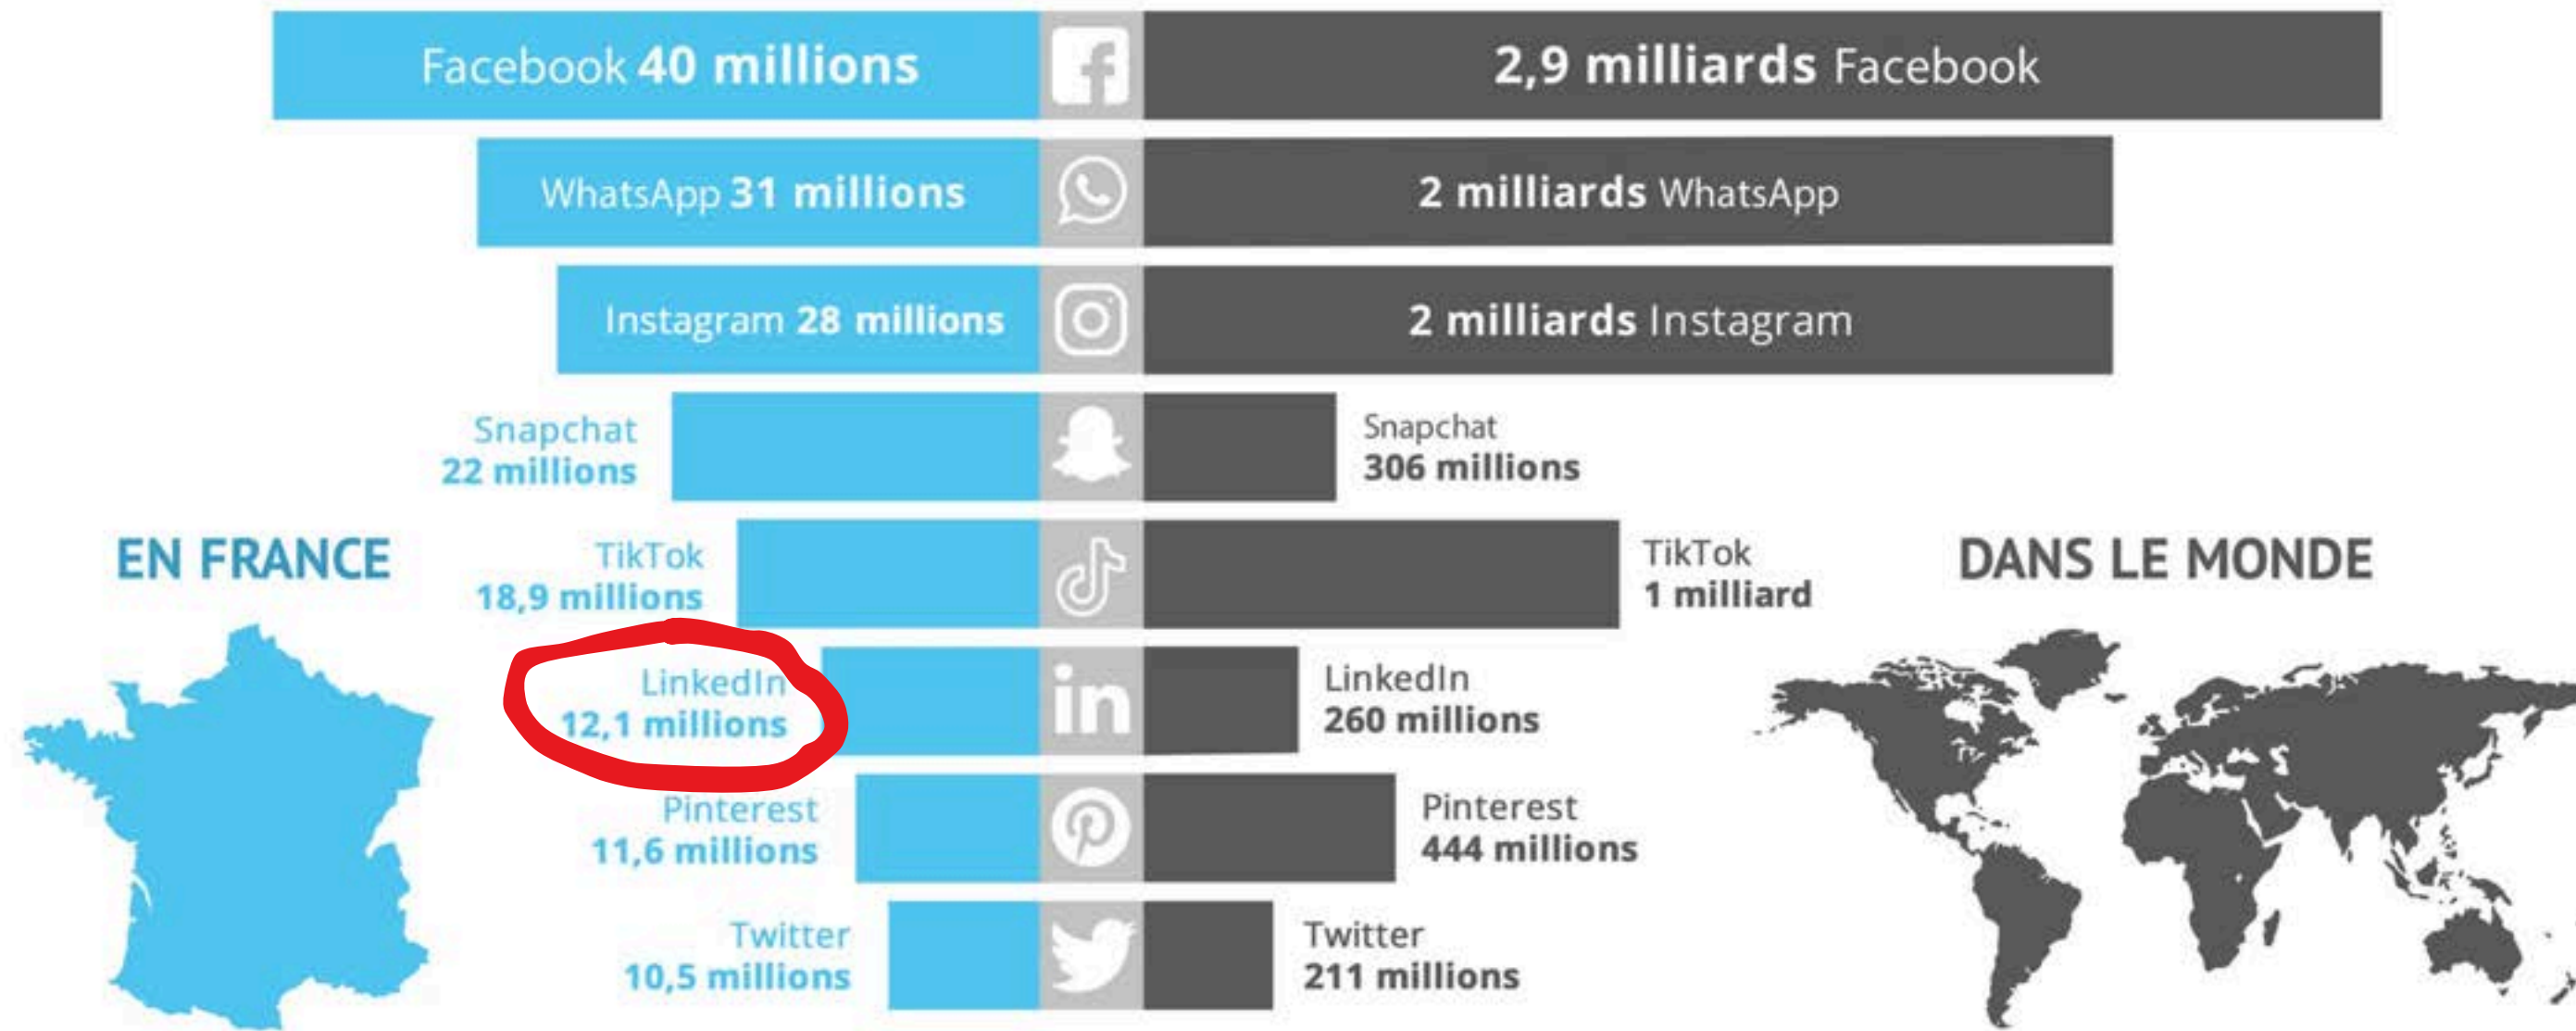 Facebook 40 millions
2,9 milliards Facebook
WhatsApp 31 millions
2 milliards WhatsApp
Instagram 28 millions
2 milliards Instagram
Snapchat
22 millions
Snapchat
306 millions
EN FRANCE
TikTok
18,9 millions
TikTok
1 milliard
DANS LE MONDE
LinkedIn
12,1 millions
in
LinkedIn
260 millions
Pinterest
11,6 millions
Pinterest
444 millions
Twitter
10,5 millions
Twitter
211 millions